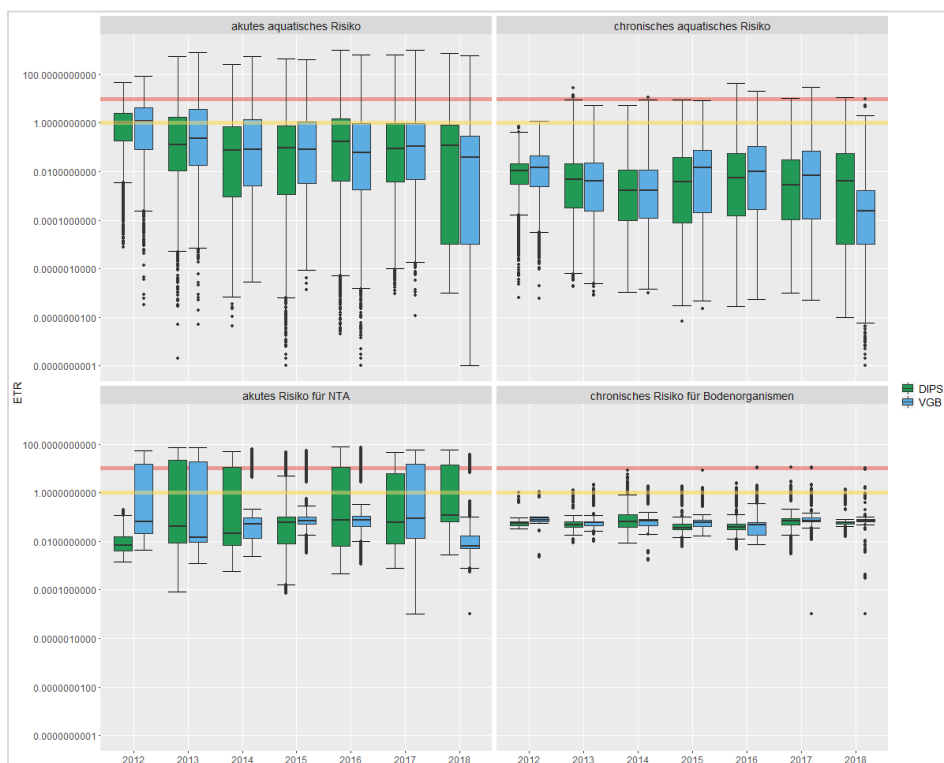 akutes aquatisches Risiko
chronisches aquatisches Risiko
100.0000000000
1.0000000000
0.0100000000
0.0001000000
0.0000010000
0.0000000100
0.0000000001
ETR
akutes Risiko für NTA
chronisches Risiko für Bodenorganismen
DIPS
VGB
100.0000000000
1.0000000000
0.0100000000
0.0001000000
0.0000010000
0.0000000100
0.0000000001
2012 2013 2014 2015 2016 2017 2018
2012 2013 2014 2015 2016 2017 2018